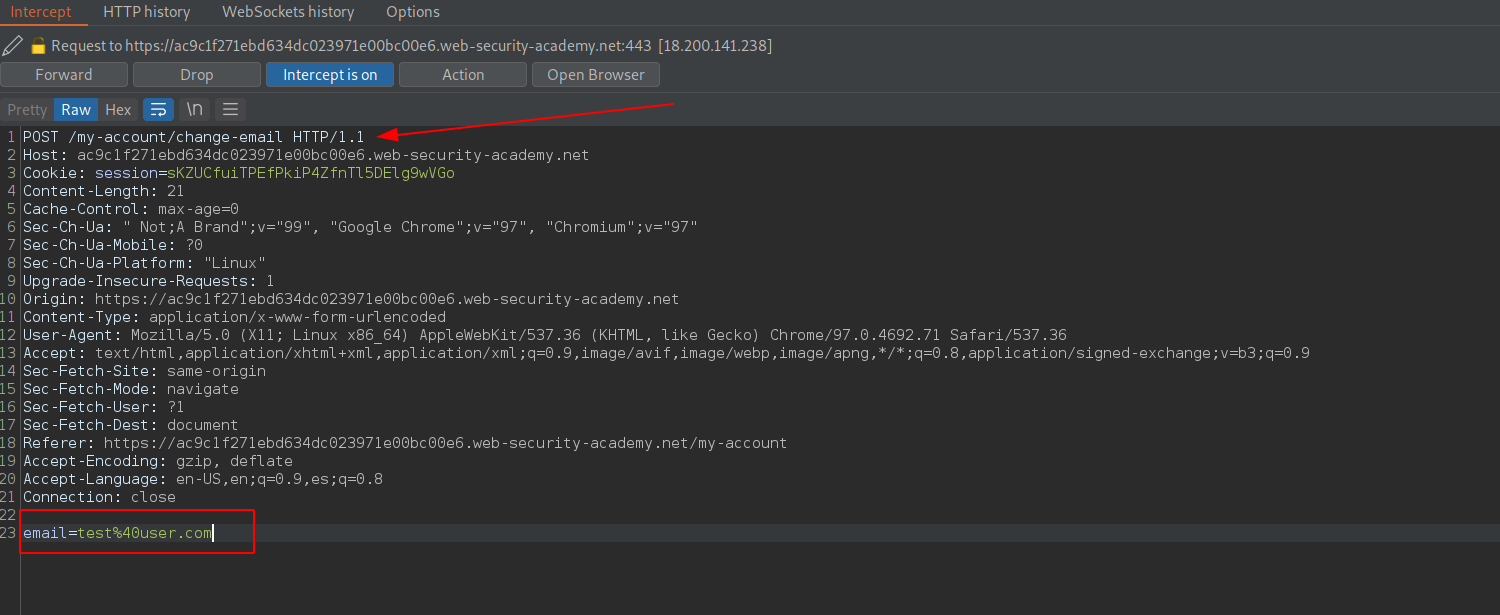 Intercept HTTP history WebSockets history Options
Request to https://ac9c1f271ebd634dc023971e00bc00e6.web-security-academy.net:443 [18.200.141.238]
Forward Drop Intercept is on Action Open Browser
Pretty Raw Hex \n
1 POST /my-account/change-email HTTP/1.1
2 Host: ac9c1f271ebd634dc023971e00bc00e6.web-security-academy.net
3 Cookie: session=sKZUCfuiTPEfPkiP4ZfnTl5DElg9wVGo
4 Content-Length: 21
5 Cache-Control: max-age=0
6 Sec-Ch-Ua: " Not;A Brand";v="99", "Google Chrome";v="97", "Chromium";v="97"
7 Sec-Ch-Ua-Mobile: ?0
8 Sec-Ch-Ua-Platform: "Linux"
9 Upgrade-Insecure-Requests: 1
10 Origin: https://ac9c1f271ebd634dc023971e00bc00e6.web-security-academy.net
11 Content-Type: application/x-www-form-urlencoded
12 User-Agent: Mozilla/5.0 (X11; Linux x86_64) AppleWebKit/537.36 (KHTML, like Gecko) Chrome/97.0.4692.71 Safari/537.36
13 Accept: text/html,application/xhtml+xml,application/xml;q=0.9,image/avif,image/webp,image/apng,*/*;q=0.8,application/signed-exchange;v=b3;q=0.9
14 Sec-Fetch-Site: same-origin
15 Sec-Fetch-Mode: navigate
16 Sec-Fetch-User: ?1
17 Sec-Fetch-Dest: document
18 Referer: https://ac9c1f271ebd634dc023971e00bc00e6.web-security-academy.net/my-account
19 Accept-Encoding: gzip, deflate
20 Accept-Language: en-US,en;q=0.9,es;q=0.8
21 Connection: close
22
23 email=test%40user.com